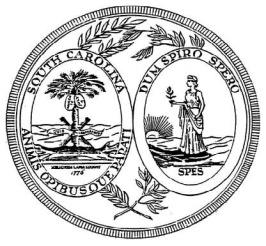 SOUTH CAROLINA
ANIMIS OPIBUSQUE PARATI
1776
DUM SPIRO SPERO
SPES